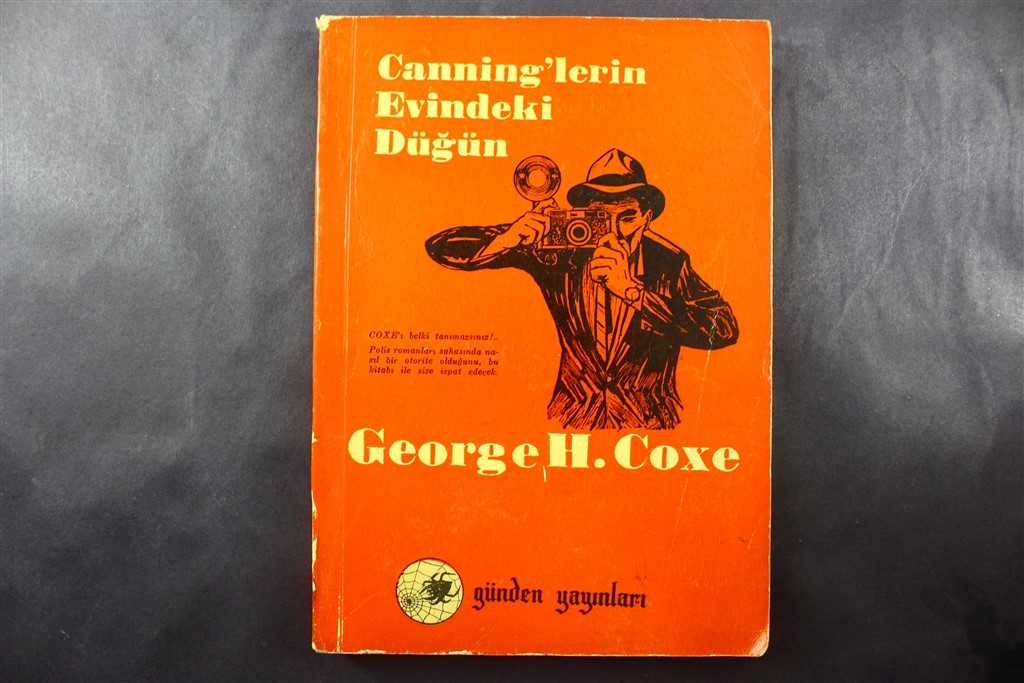 Canning'lerin
Evindeki
Düğün
COXE'i belki tanımazsınız!..
Polis romanları sahasında na-
sıl bir otorite olduğunu, bu
kitabı ile size ispat edecek.
George H. Coxe
günden yayınları